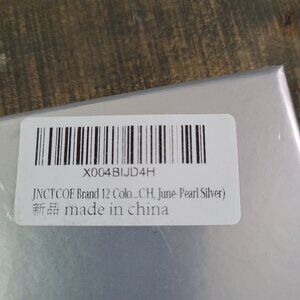 X004BIJD4H
JNCTCOE Brand 12 Colo...CH, June-Pearl Silver)
新品 made in china